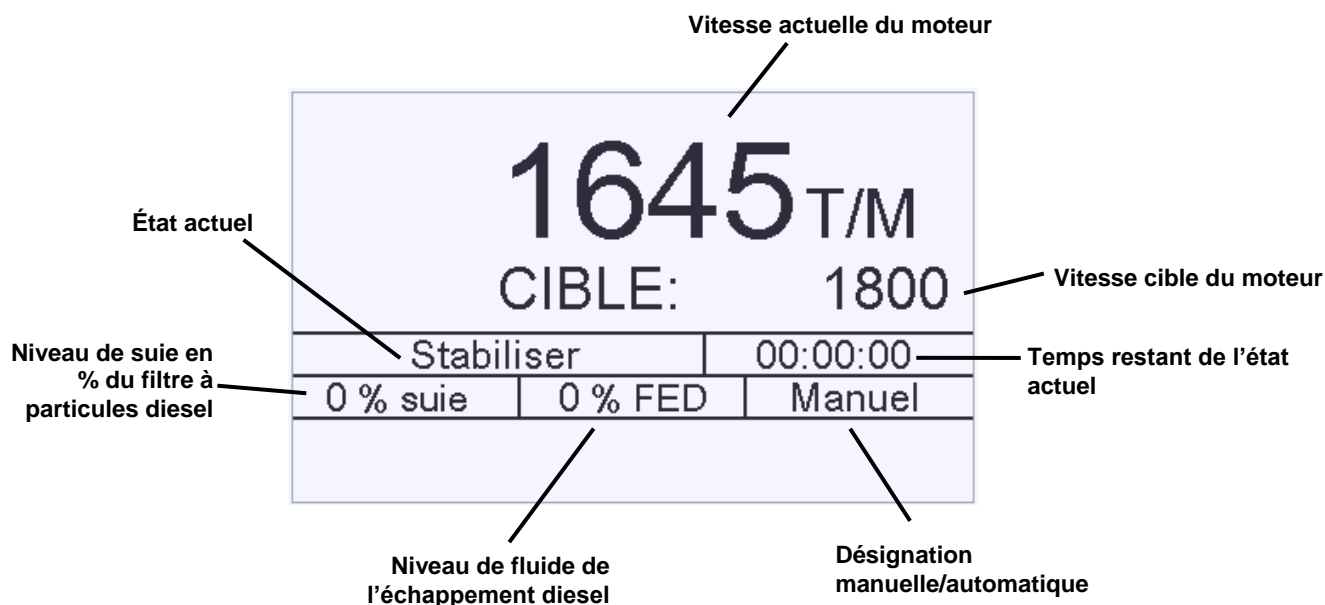 Vitesse actuelle du moteur
1645 T/M
État actuel
CIBLE: 1800
Vitesse cible du moteur
Stabiliser 00:00:00
Niveau de suie en
% du filtre à
particules diesel
Temps restant de l’état
actuel
0 % suie 0 % FED Manuel
Niveau de fluide de
l’échappement diesel
Désignation
manuelle/automatique